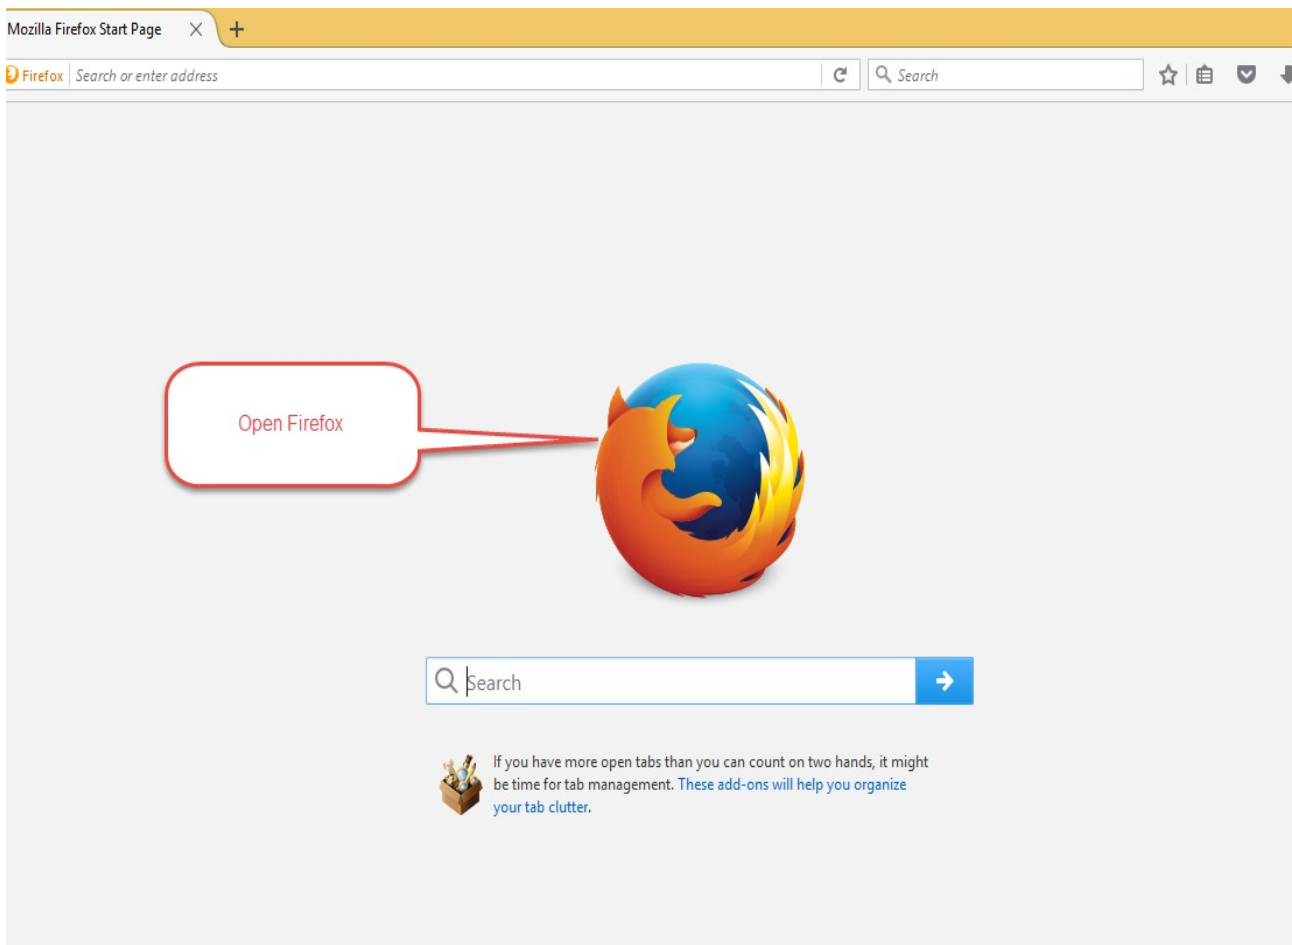 Mozilla Firefox Start Page
Firefox Search or enter address
Search
Open Firefox
Search
If you have more open tabs than you can count on two hands, it might
be time for tab management. These add-ons will help you organize
your tab clutter.